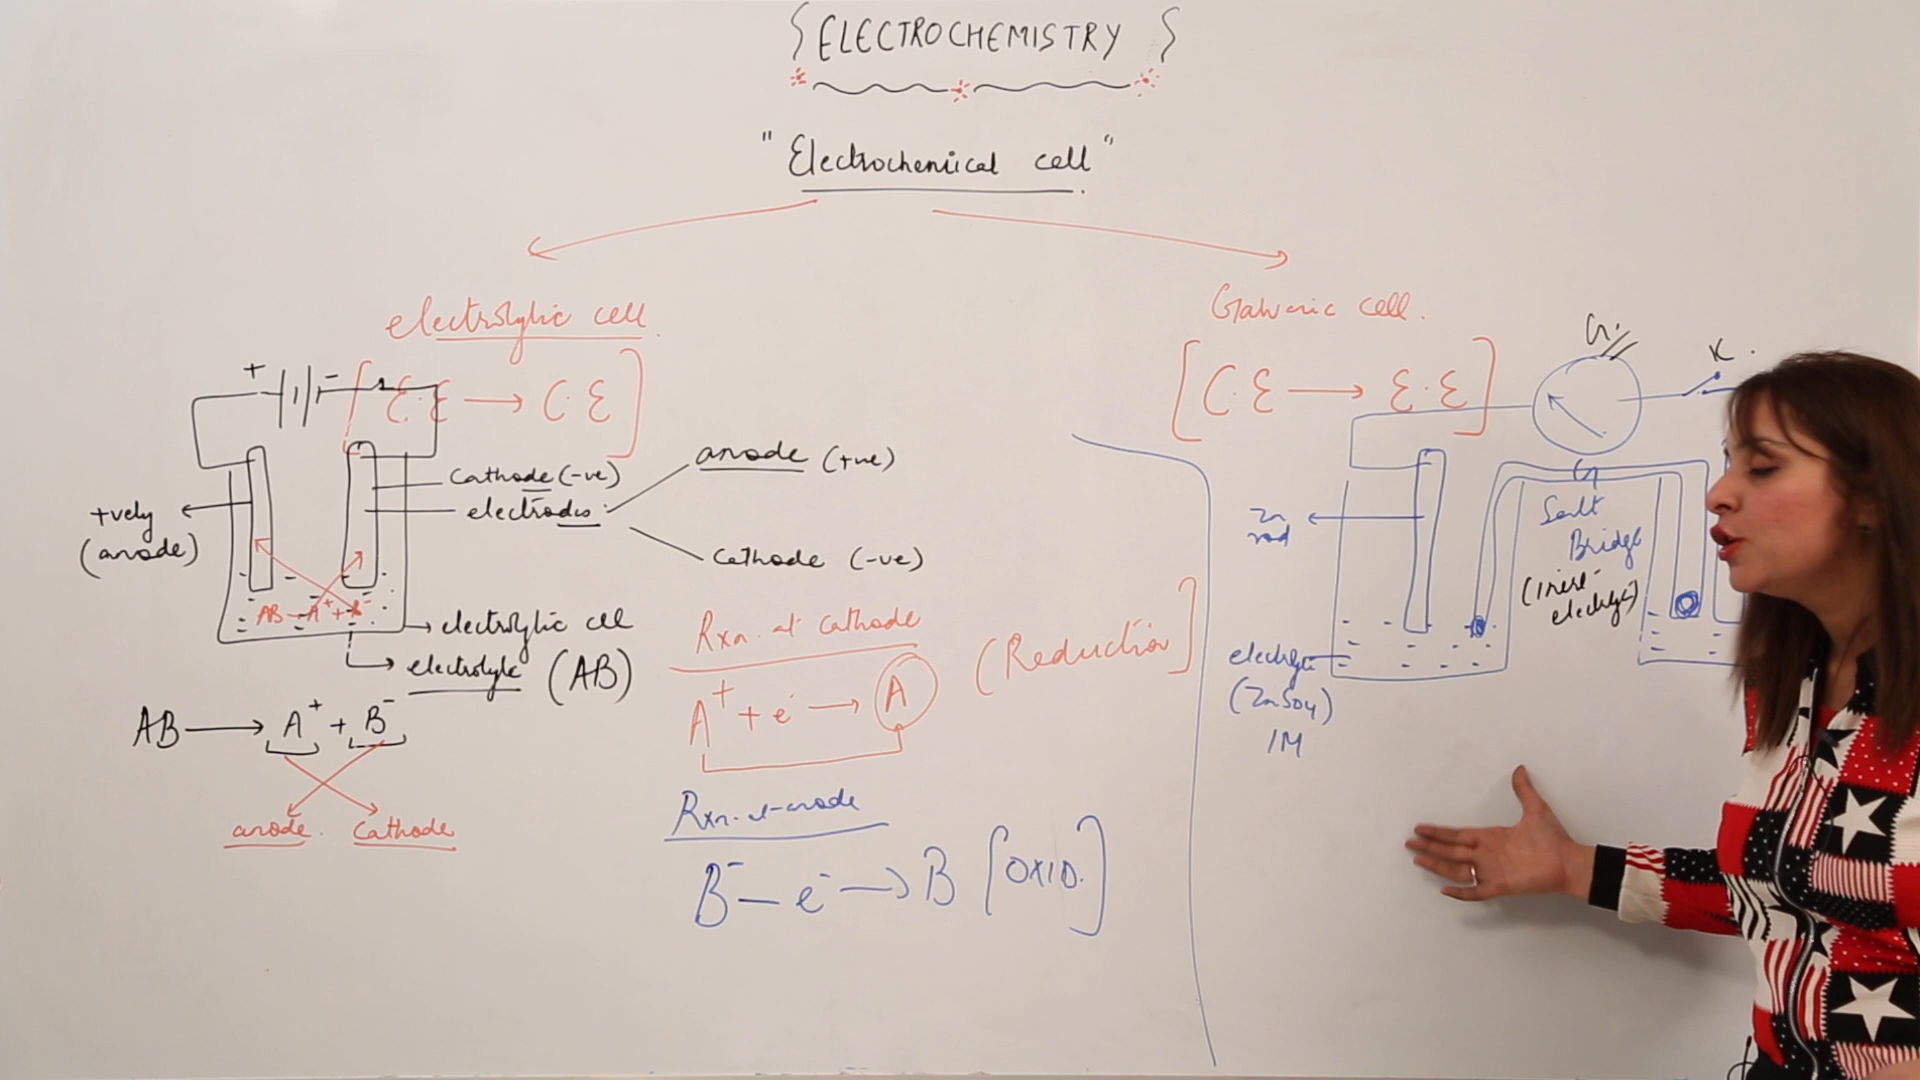 ELECTROCHEMISTRY
"Electrochemical cell"
electrolytic cell.
[E.E → C.E]
+ -
+vely
(anode)
Cathode (-ve)
electrodes:
anode (+ve)
Cathode (-ve)
AB → A⁺ + B⁻
electrolytic cell
electrolyte (AB)
AB → A⁺ + B⁻
anode. Cathode
Rxn. at cathode
A⁺ + e⁻ → A (Reduction)]
Rxn. at anode
B⁻ – e⁻ → B [OXID.]
Galvanic cell.
[C.E → E.E]
G.
K.
Zn
rod
Salt
Bridge
(inert-
(ZnSO4)
1M